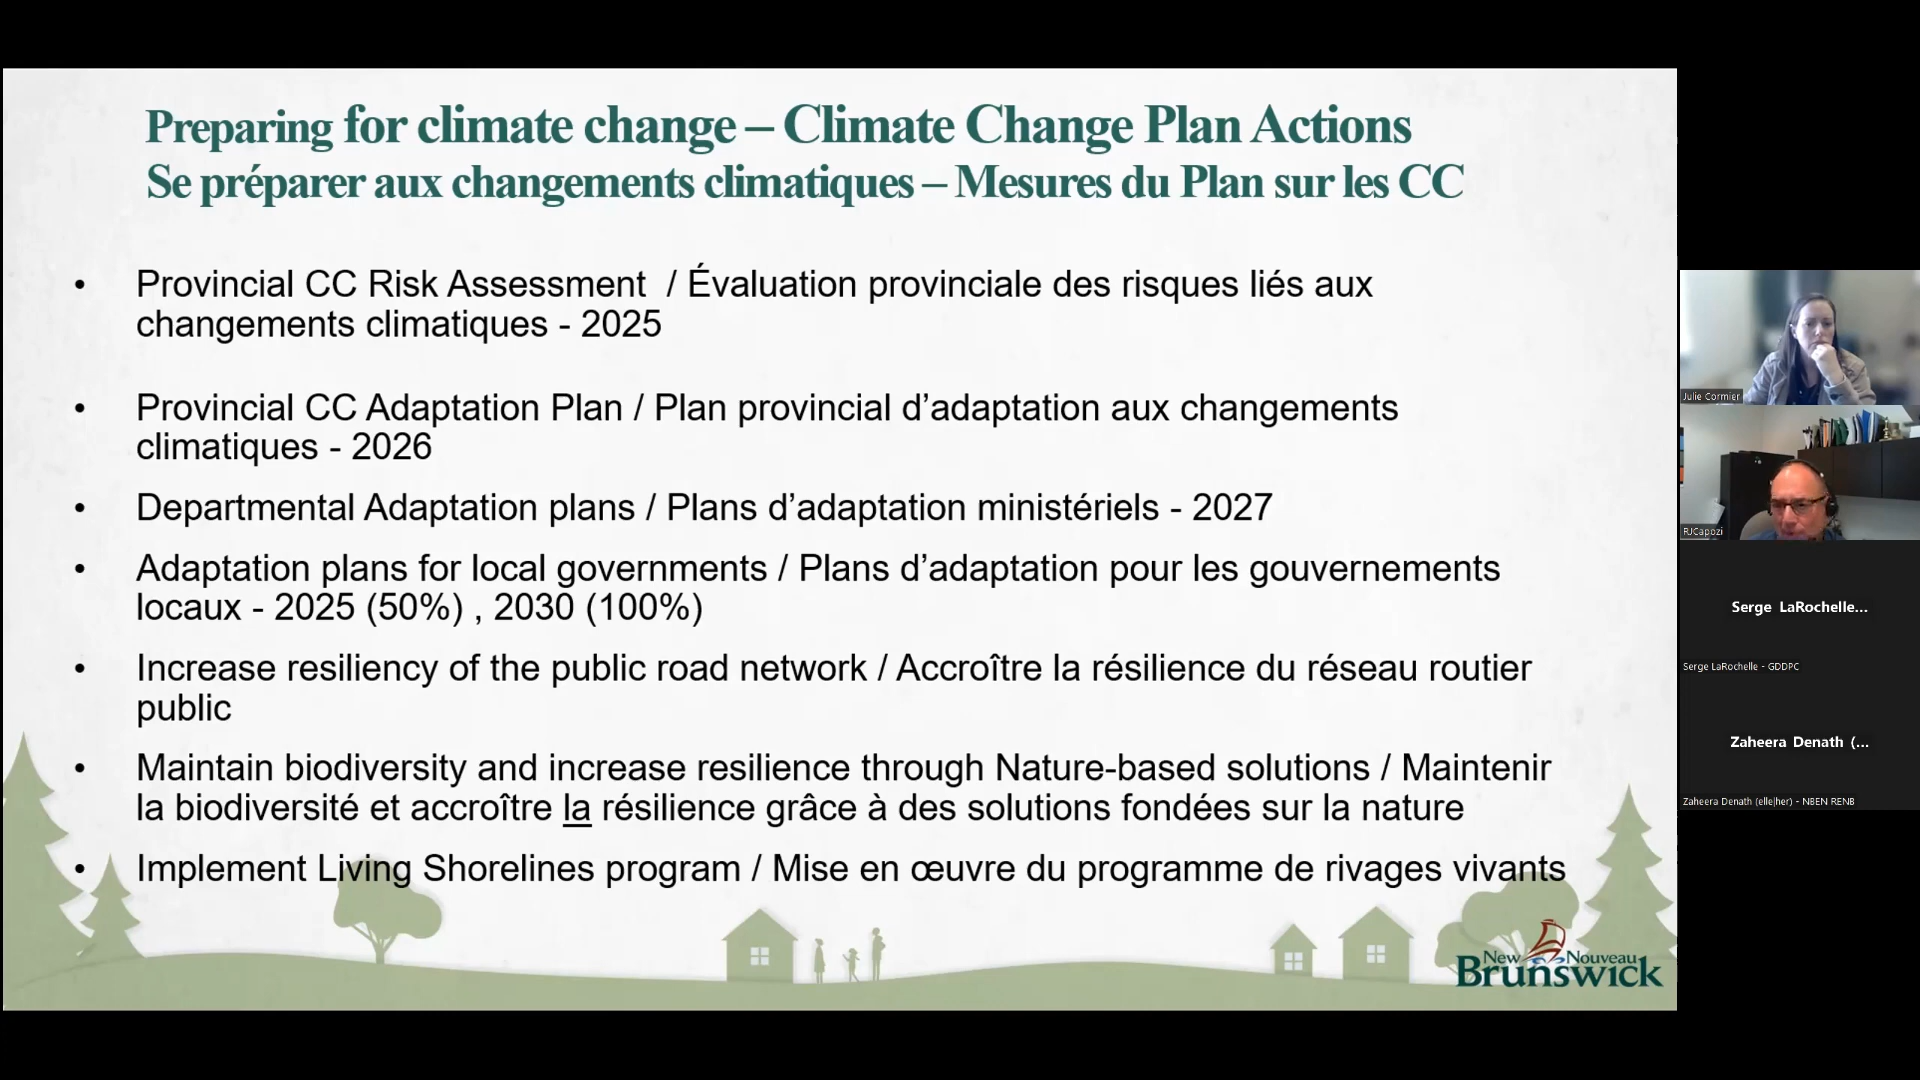 Preparing for climate change – Climate Change Plan Actions
Se préparer aux changements climatiques – Mesures du Plan sur les CC
• Provincial CC Risk Assessment / Évaluation provinciale des risques liés aux
changements climatiques - 2025
• Provincial CC Adaptation Plan / Plan provincial d’adaptation aux changements
climatiques - 2026
• Departmental Adaptation plans / Plans d’adaptation ministériels - 2027
• Adaptation plans for local governments / Plans d’adaptation pour les gouvernements
locaux - 2025 (50%) , 2030 (100%)
• Increase resiliency of the public road network / Accroître la résilience du réseau routier
public
• Maintain biodiversity and increase resilience through Nature-based solutions / Maintenir
la biodiversité et accroître la résilience grâce à des solutions fondées sur la nature
• Implement Living Shorelines program / Mise en œuvre du programme de rivages vivants
New Nouveau
Brunswick
Julie Cormier
RJCapozi
Serge LaRochelle...
Serge LaRochelle - GDDPC
Zaheera Denath (...
Zaheera Denath (elle|her) - NBEN RENB